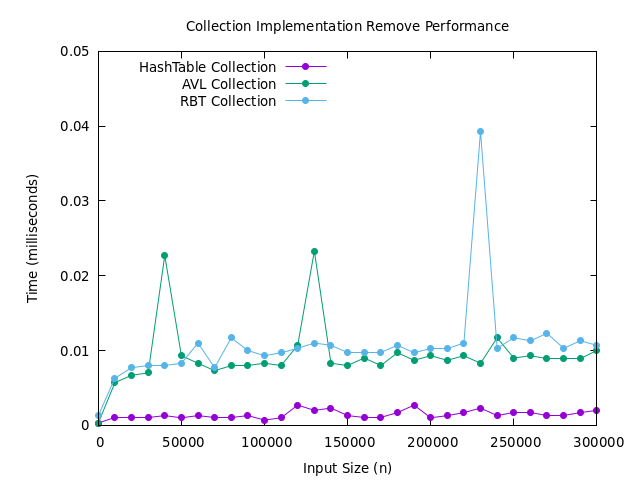 Collection Implementation Remove Performance
0.05
0.04
0.03
0.02
0.01
0
Time (milliseconds)
HashTable Collection
AVL Collection
RBT Collection
0 50000 100000 150000 200000 250000 300000
Input Size (n)